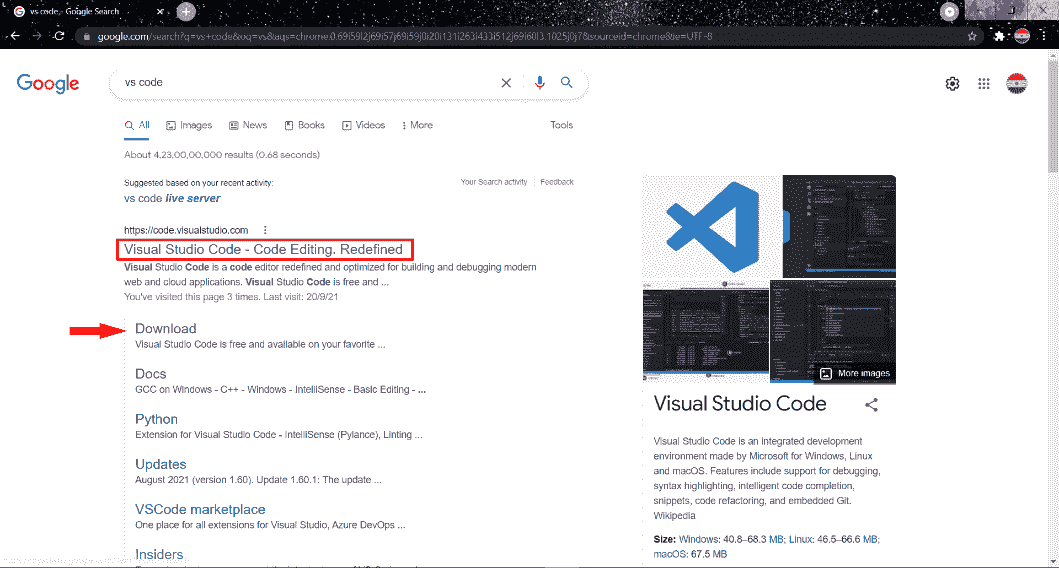 vs code - Google Search
google.com/search?q=vs+code&oq=vs&aqs=chrome.0.69i59l2j69i57j69i59j0i20i131i263i433i512j69i60l3.1025j0j7&sourceid=chrome&ie=UTF-8
Google
vs code
All Images News Books Videos More Tools
About 4,23,00,00,000 results (0.68 seconds)
Suggested based on your recent activity: Your Search activity Feedback
vs code live server
https://code.visualstudio.com
Visual Studio Code - Code Editing. Redefined
Visual Studio Code is a code editor redefined and optimized for building and debugging modern
web and cloud applications. Visual Studio Code is free and ...
You've visited this page 3 times. Last visit: 20/9/21
Download
Visual Studio Code is free and available on your favorite ...
Docs
GCC on Windows - C++ - Windows - IntelliSense - Basic Editing - ...
Python
Extension for Visual Studio Code - IntelliSense (Pylance), Linting ...
Updates
August 2021 (version 1.60). Update 1.60.1: The update ...
VSCode marketplace
One place for all extensions for Visual Studio, Azure DevOps ...
Insiders
More images
Visual Studio Code
Visual Studio Code is an integrated development
environment made by Microsoft for Windows, Linux
and macOS. Features include support for debugging,
syntax highlighting, intelligent code completion,
snippets, code refactoring, and embedded Git.
Wikipedia
Size: Windows: 40.8–68.3 MB; Linux: 46.5–66.6 MB;
macOS: 67.5 MB